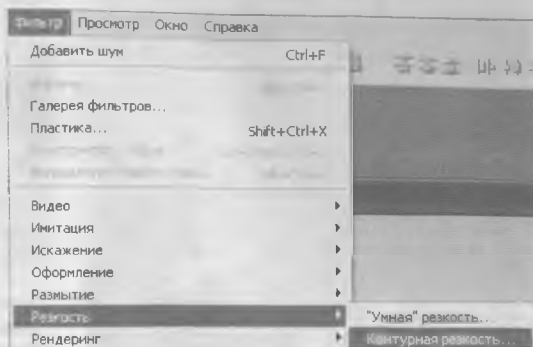 Фильтр Просмотр Окно Справка
Добавить шум Ctrl+F
Галерея фильтров...
Пластика... Shift+Ctrl+X
Видео
Имитация
Искажение
Оформление
Размытие
Резкость
"Умная" резкость...
Рендеринг
Контурная резкость...